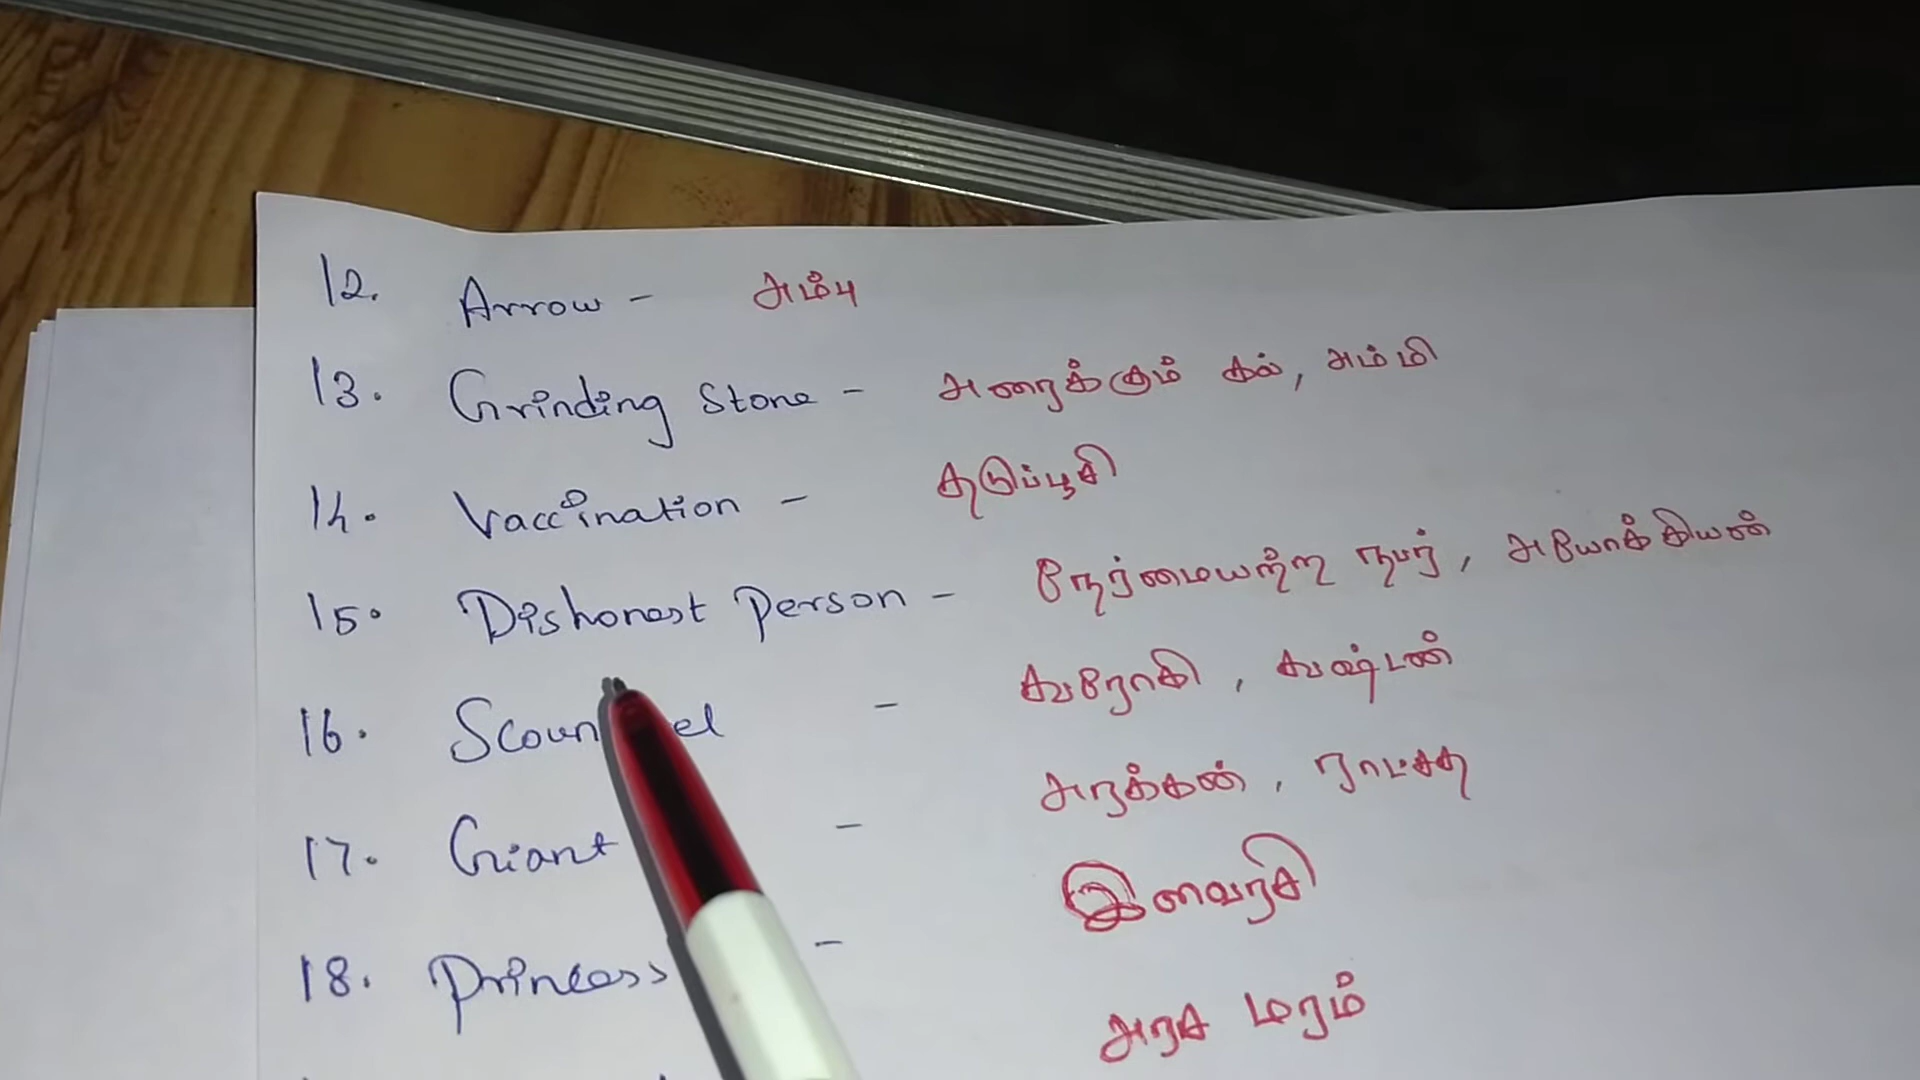 12. Arrow - அம்பு
13. Grinding Stone - அரைக்கும் கல், அம்மி
14. Vaccination - தடுப்பூசி
15. Dishonest Person - நேர்மையற்ற நபர், அயோக்கியன்
16. - துரோகி, துஷ்டன்
17. Giant - அரக்கன், ராட்சத
18. Princess - இளவரசி
அரச மரம்